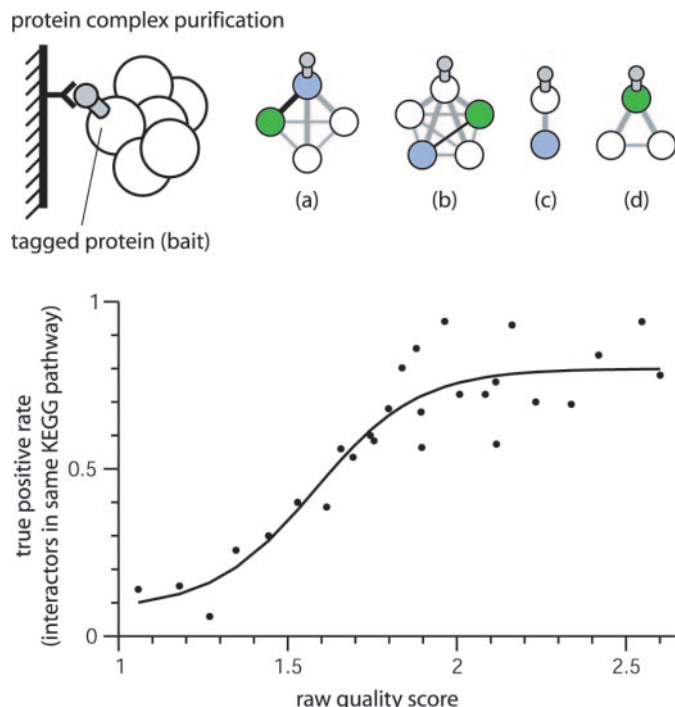 protein complex purification
(a)
(b)
(c)
(d)
tagged protein (bait)
1
0.5
0
true positive rate
(interactors in same KEGG pathway)
1
1.5
2
2.5
raw quality score